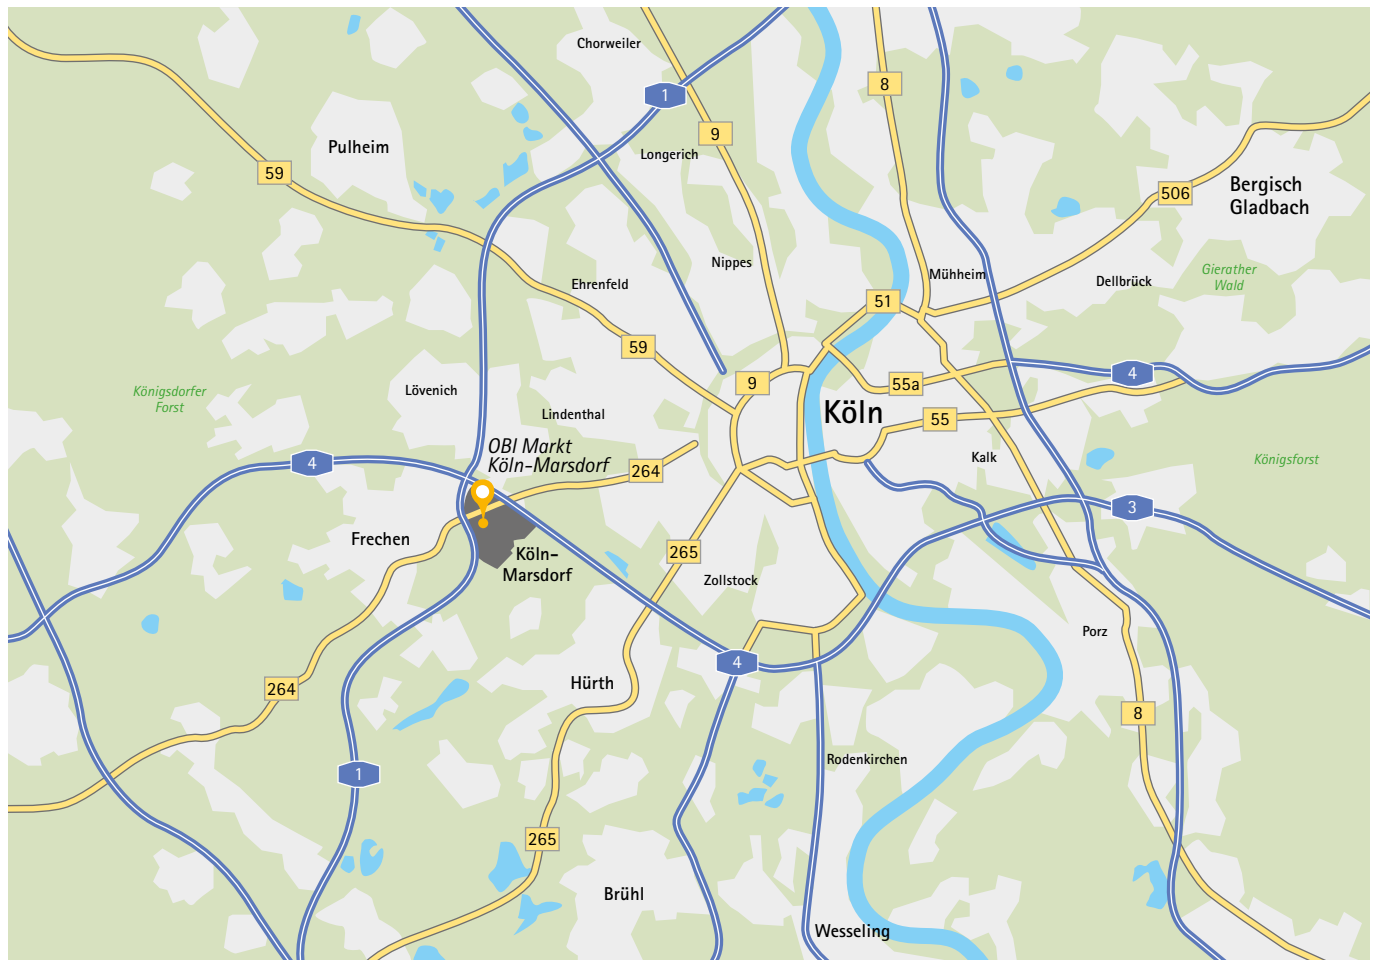 Chorweiler
8
1
9
Pulheim
Longerich
59
Bergisch
Gladbach
506
Nippes
Gierather
Wald
Mühheim
Dellbrück
Ehrenfeld
51
59
4
9
55a
Königsdorfer
Forst
Lövenich
Köln
Lindenthal
55
OBI Markt
Köln-Marsdorf
4
264
Kalk
Königsforst
3
Frechen
Köln-
Marsdorf
265
Zollstock
Porz
4
264
Hürth
8
1
Rodenkirchen
265
Brühl
Wesseling